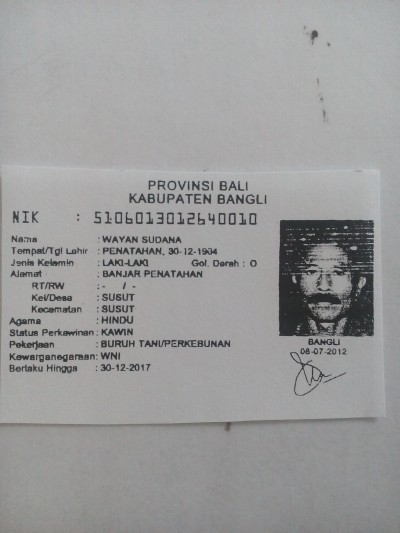 PROVINSI BALI
KABUPATEN BANGLI
NIK : 5106013012640010
Nama : WAYAN SUDANA
Tempat/Tgl Lahir : PENATAHAN, 30-12-1964
Jenis Kelamin : LAKI-LAKI Gol. Darah : O
Alamat : BANJAR PENATAHAN
RT/RW : - / -
Kel/Desa : SUSUT
Kecamatan : SUSUT
Agama : HINDU
Status Perkawinan : KAWIN
Pekerjaan : BURUH TANI/PERKEBUNAN
Kewarganegaraan : WNI
Berlaku Hingga : 30-12-2017
BANGLI
08-07-2012